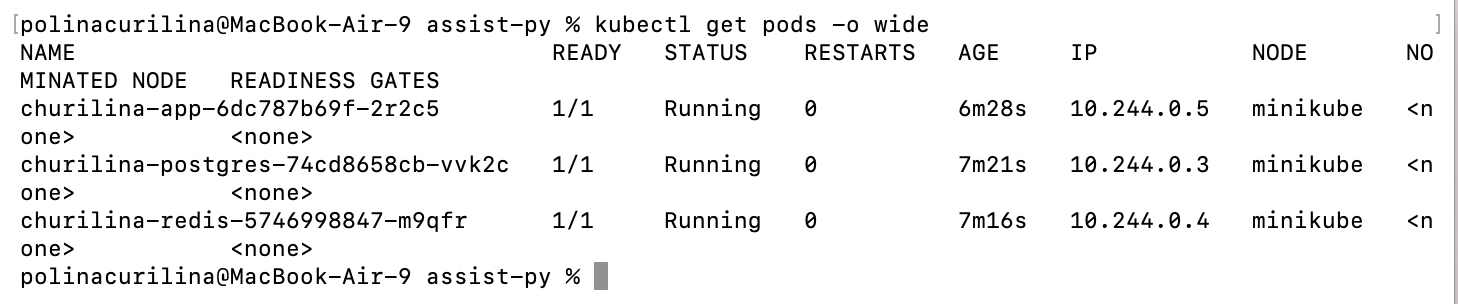 [polinacurilina@MacBook-Air-9 assist-py % kubectl get pods -o wide ]
NAME READY STATUS RESTARTS AGE IP NODE NO
MINATED NODE READINESS GATES
churilina-app-6dc787b69f-2r2c5 1/1 Running 0 6m28s 10.244.0.5 minikube <n
one> <none>
churilina-postgres-74cd8658cb-vvk2c 1/1 Running 0 7m21s 10.244.0.3 minikube <n
one> <none>
churilina-redis-5746998847-m9qfr 1/1 Running 0 7m16s 10.244.0.4 minikube <n
one> <none>
polinacurilina@MacBook-Air-9 assist-py %